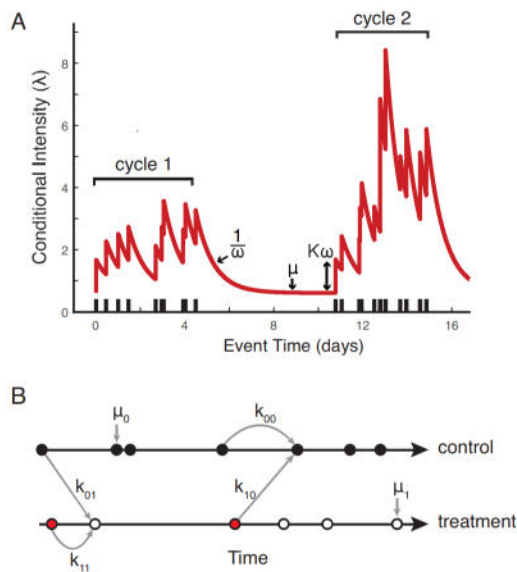 A
cycle 2
8
cycle 1
6
4
2
0
Conditional Intensity (λ)
1/ω
μ
Kω
0 4 8 12 16
Event Time (days)
B
μ₀
k₀₀
control
k₀₁
k₁₀
μ₁
treatment
k₁₁
Time